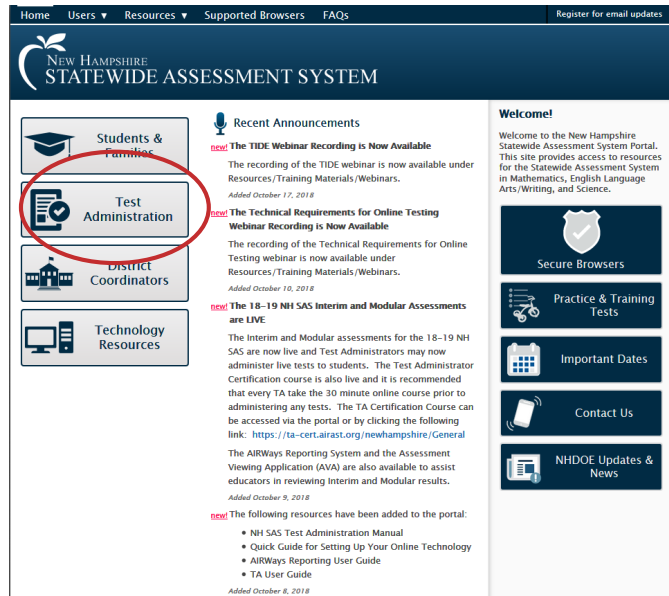 Home Users ▼ Resources ▼ Supported Browsers FAQs Register for email updates
NEW HAMPSHIRE
STATEWIDE ASSESSMENT SYSTEM
Students &
Families
Test
Administration
District
Coordinators
Technology
Resources
Recent Announcements
new! The TIDE Webinar Recording is Now Available
The recording of the TIDE webinar is now available under
Resources/Training Materials/Webinars.
Added October 17, 2018
new! The Technical Requirements for Online Testing
Webinar Recording is Now Available
The recording of the Technical Requirements for Online
Testing webinar is now available under
Resources/Training Materials/Webinars.
Added October 10, 2018
new! The 18-19 NH SAS Interim and Modular Assessments
are LIVE
The Interim and Modular assessments for the 18-19 NH
SAS are now live and Test Administrators may now
administer live tests to students. The Test Administrator
Certification course is also live and it is recommended
that every TA take the 30 minute online course prior to
administering any tests. The TA Certification Course can
be accessed via the portal or by clicking the following
link: https://ta-cert.airast.org/newhampshire/General
The AIRWays Reporting System and the Assessment
Viewing Application (AVA) are also available to assist
educators in reviewing Interim and Modular results.
Added October 9, 2018
new! The following resources have been added to the portal:
• NH SAS Test Administration Manual
• Quick Guide for Setting Up Your Online Technology
• AIRWays Reporting User Guide
• TA User Guide
Added October 8, 2018
Welcome!
Welcome to the New Hampshire
Statewide Assessment System Portal.
This site provides access to resources
for the Statewide Assessment System
in Mathematics, English Language
Arts/Writing, and Science.
Secure Browsers
Practice & Training
Tests
Important Dates
Contact Us
NHDOE Updates &
News